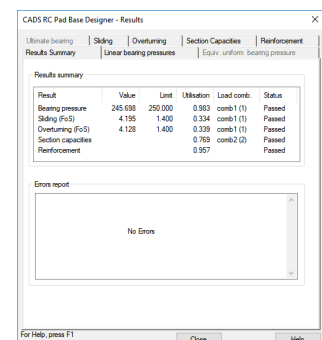 CADS RC Pad Base Designer - Results
Ultimate bearing Sliding Overturning Section Capacities Reinforcement
Results Summary Linear bearing pressures Equiv. uniform bearing pressure
Results summary
Result Value Limit Utilisation Load comb. Status
Bearing pressure 245.698 250.000 0.983 comb1 (1) Passed
Sliding (FoS) 4.195 1.400 0.334 comb1 (1) Passed
Overturning (FoS) 4.128 1.400 0.339 comb1 (1) Passed
Section capacities 0.769 comb2 (2) Passed
Reinforcement 0.957 Passed
Errors report
No Errors
For Help, press F1
Close Help